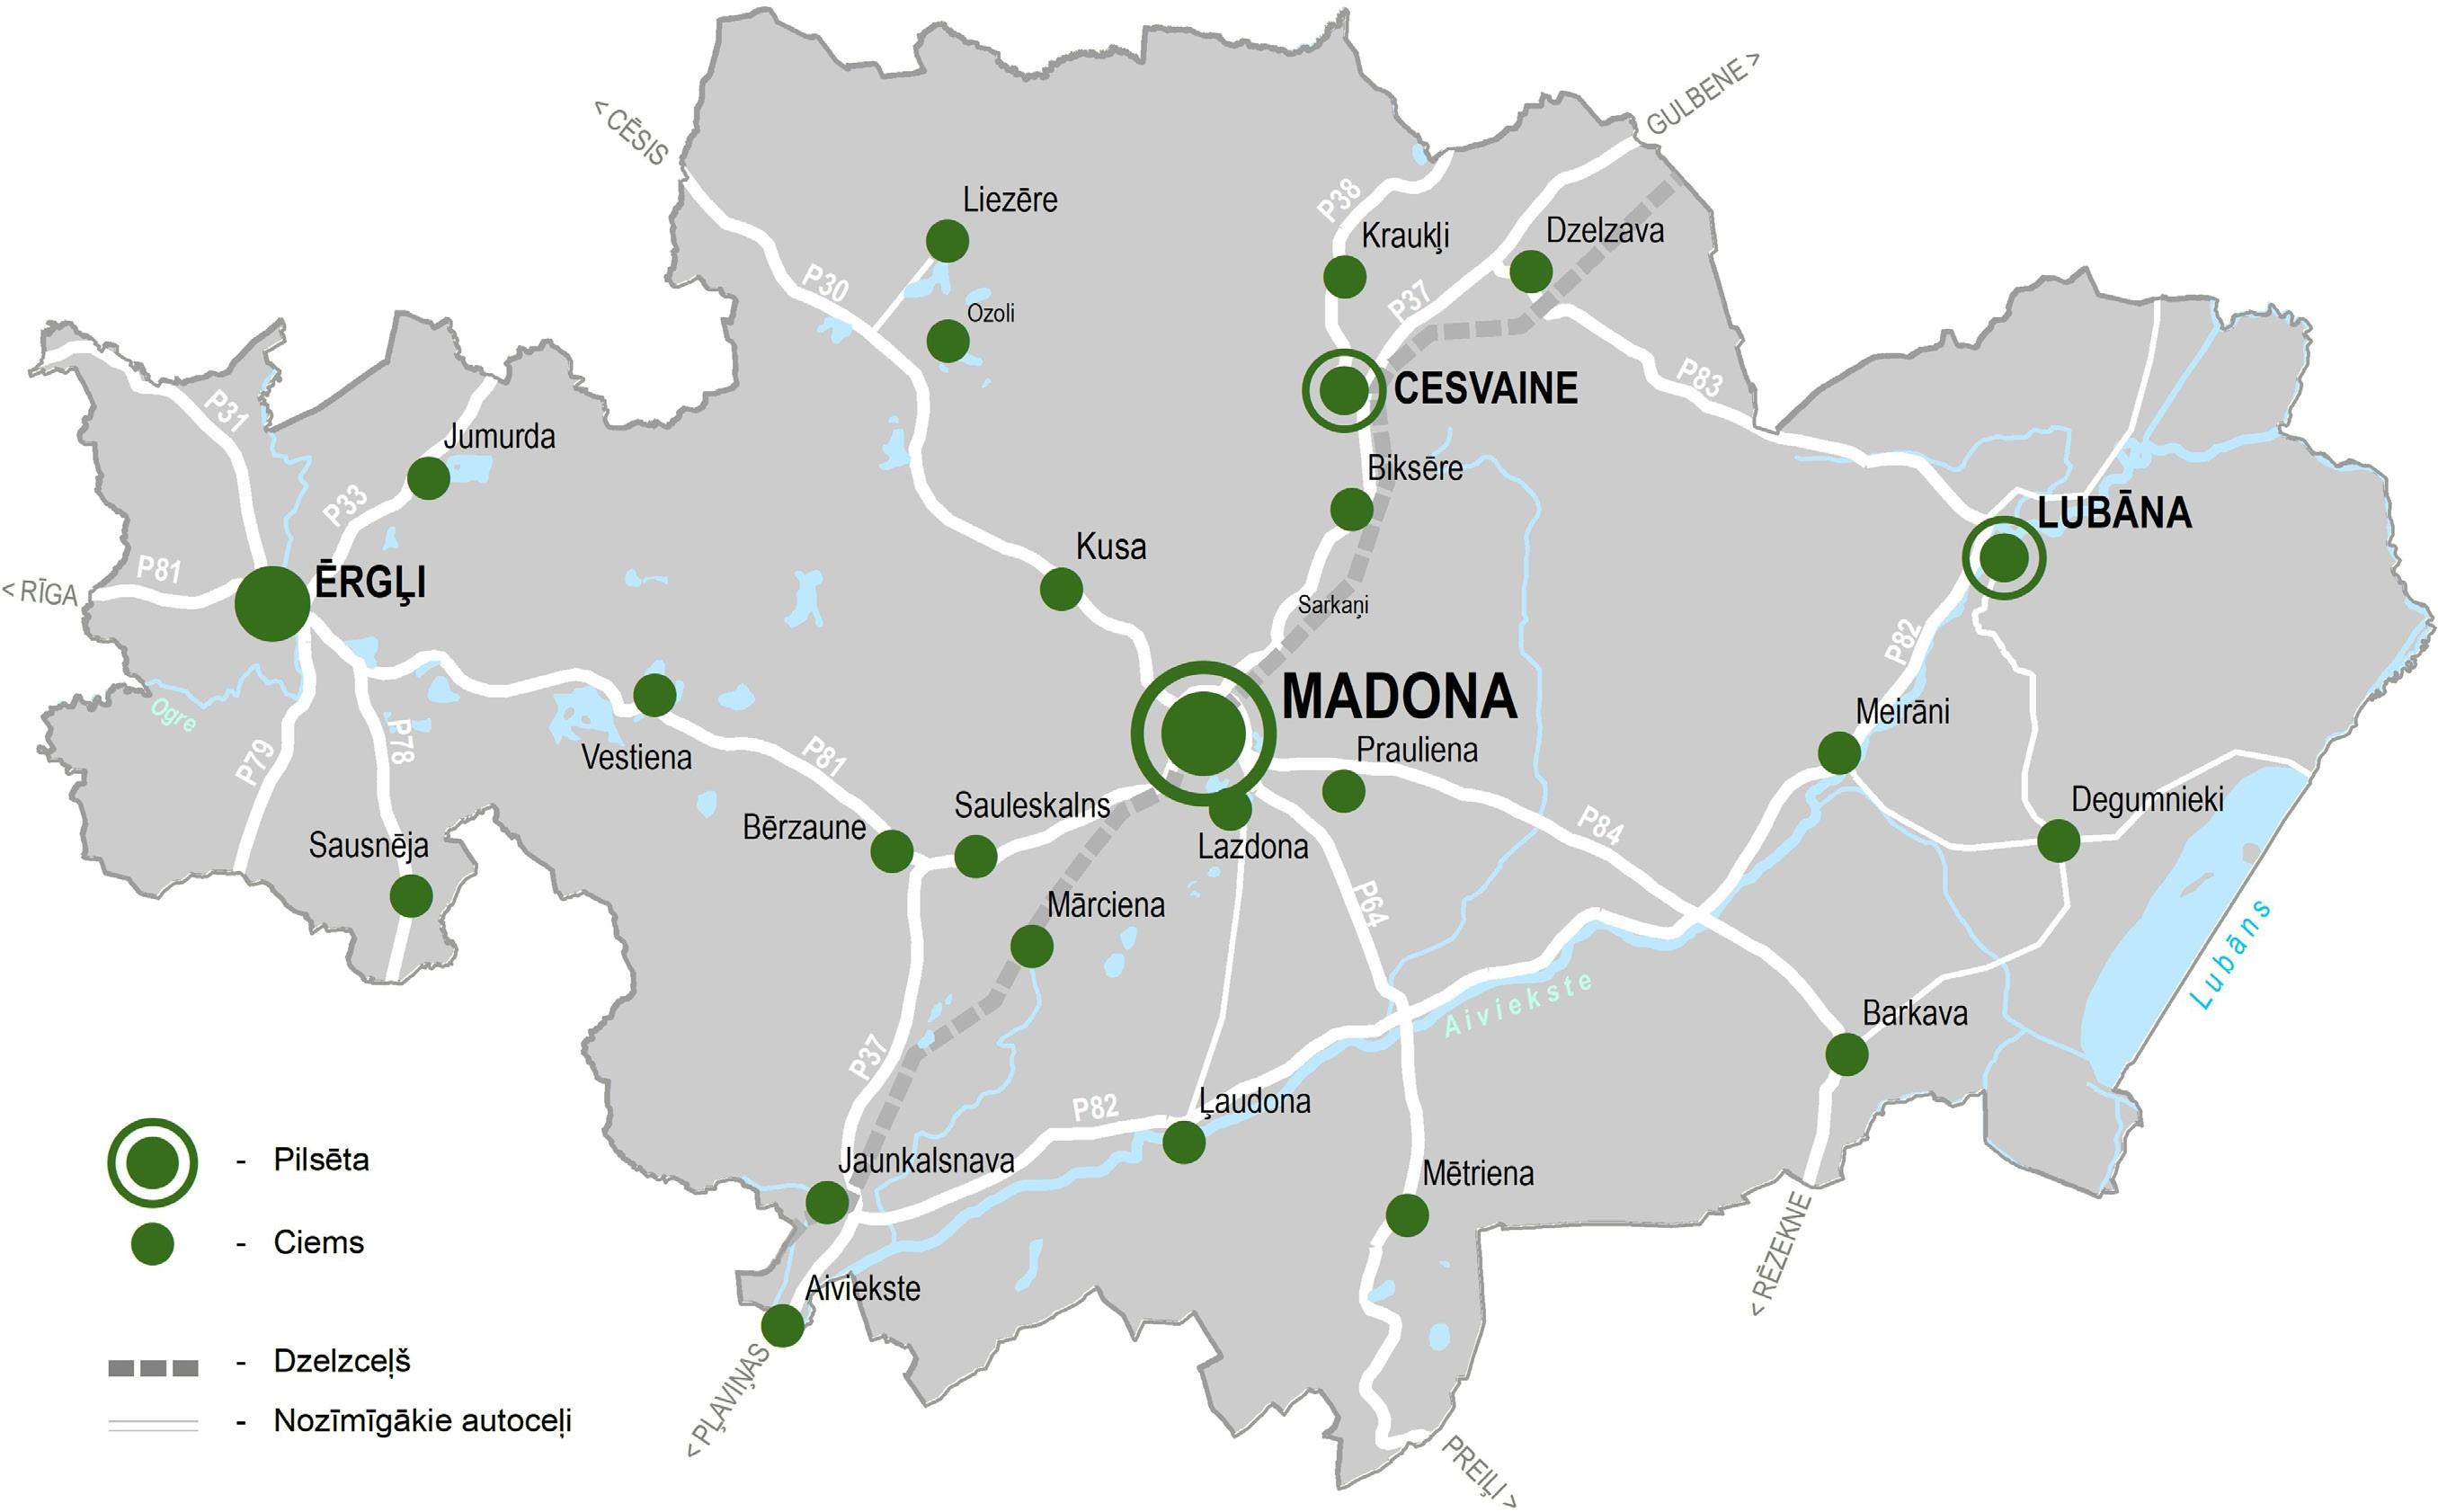 GULBENE >
< CĒSIS
P38
Liezēre
Kraukļi
Dzelzava
P30
P37
Ozoli
P31
CESVAINE
P83
Jumurda
Biksēre
P33
LUBĀNA
Kusa
P81
ĒRGĻI
< RĪGA
Sarkaņi
P82
MADONA
Ogre
Meirāni
P78
Vestiena
P81
Prauliena
P79
Sauleskalns
Degumnieki
Bērzaune
P84
Sausnēja
Lazdona
Mārciena
P64
Lubāns
Aiviekste
Barkava
P37
Ļaudona
P82
Jaunkalsnava
Mētriena
< RĒZEKNE
Aiviekste
< PĻAVIŅAS
PREIĻI >
- Pilsēta
- Ciems
- Dzelzceļš
- Nozīmīgākie autoceļi